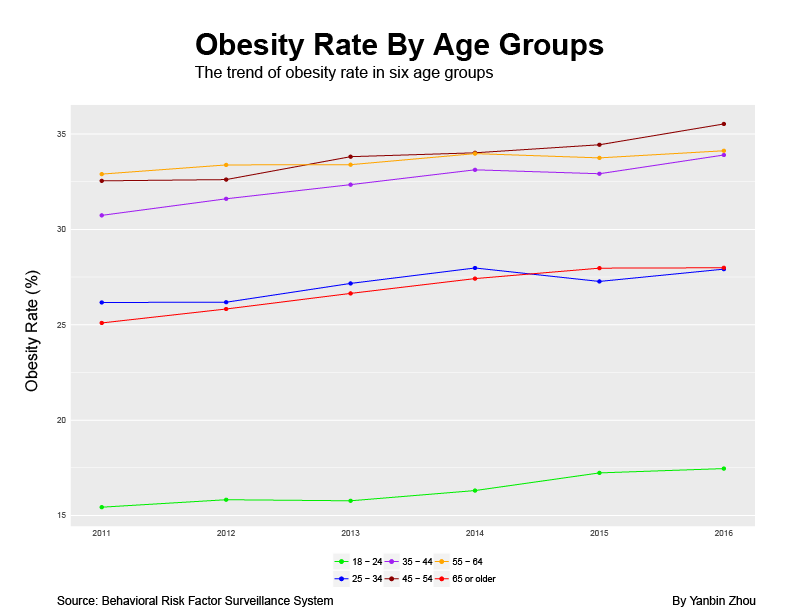 Obesity Rate By Age Groups
The trend of obesity rate in six age groups
Obesity Rate (%)
35
30
25
20
15
2011 2012 2013 2014 2015 2016
18 – 24 35 – 44 55 – 64
25 – 34 45 – 54 65 or older
Source: Behavioral Risk Factor Surveillance System By Yanbin Zhou